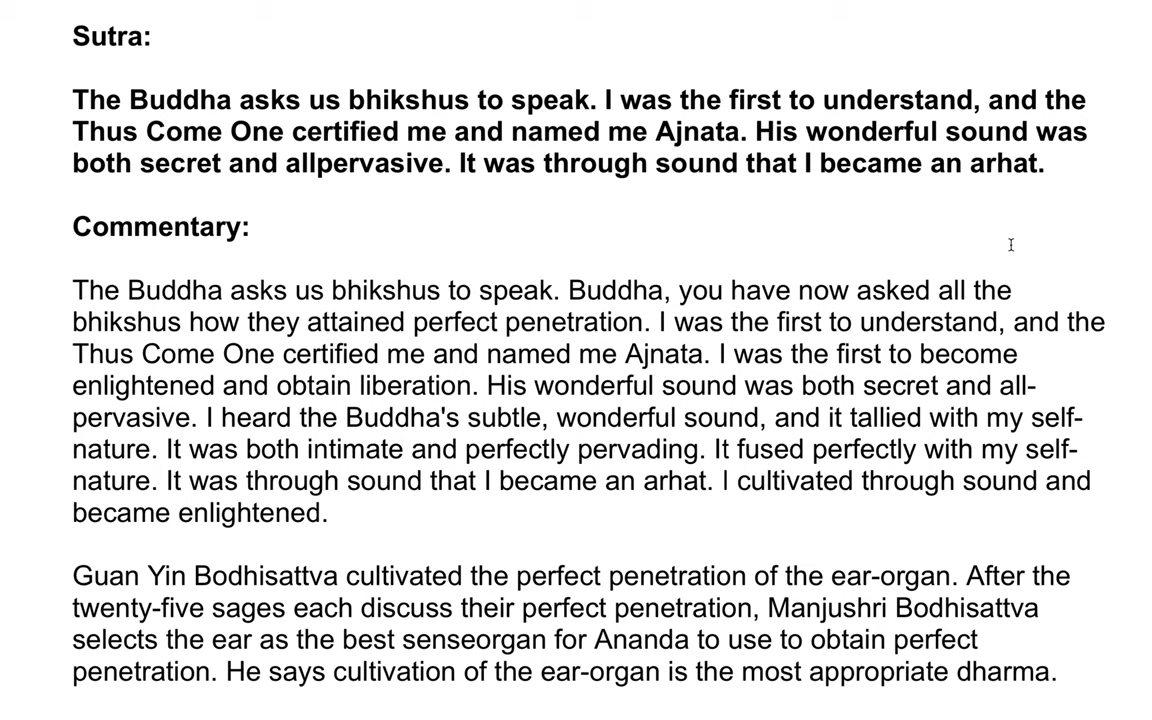 Sutra:
The Buddha asks us bhikshus to speak. I was the first to understand, and the
Thus Come One certified me and named me Ajnata. His wonderful sound was
both secret and allpervasive. It was through sound that I became an arhat.
Commentary:
The Buddha asks us bhikshus to speak. Buddha, you have now asked all the
bhikshus how they attained perfect penetration. I was the first to understand, and the
Thus Come One certified me and named me Ajnata. I was the first to become
enlightened and obtain liberation. His wonderful sound was both secret and all-
pervasive. I heard the Buddha's subtle, wonderful sound, and it tallied with my self-
nature. It was both intimate and perfectly pervading. It fused perfectly with my self-
nature. It was through sound that I became an arhat. I cultivated through sound and
became enlightened.
Guan Yin Bodhisattva cultivated the perfect penetration of the ear-organ. After the
twenty-five sages each discuss their perfect penetration, Manjushri Bodhisattva
selects the ear as the best senseorgan for Ananda to use to obtain perfect
penetration. He says cultivation of the ear-organ is the most appropriate dharma.